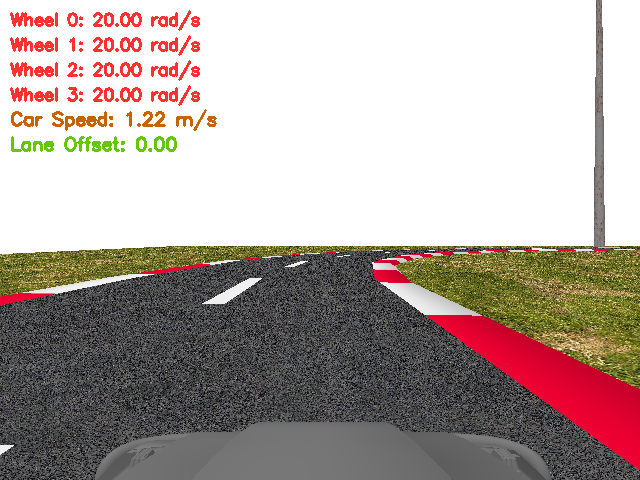 Wheel 0: 20.00 rad/s
Wheel 1: 20.00 rad/s
Wheel 2: 20.00 rad/s
Wheel 3: 20.00 rad/s
Car Speed: 1.22 m/s
Lane Offset: 0.00